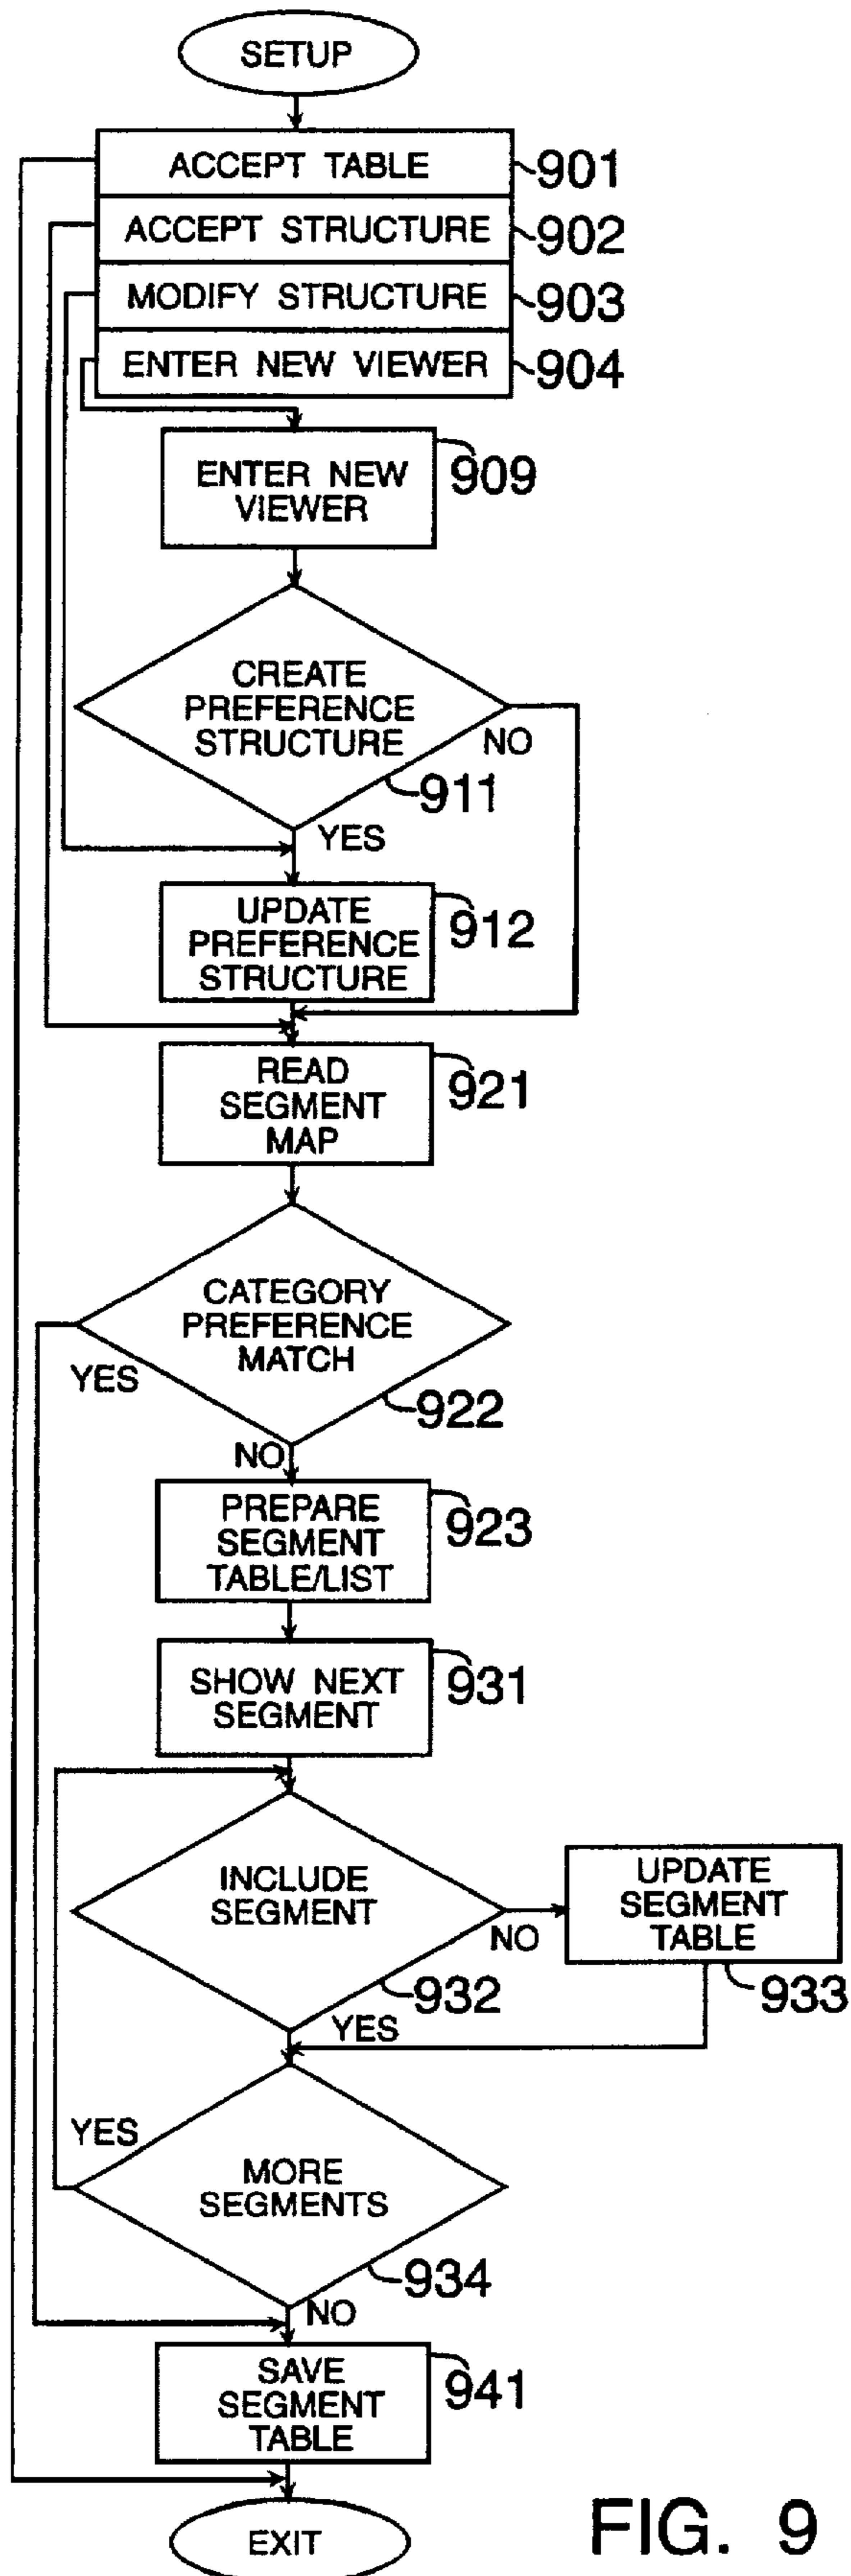 SETUP
ACCEPT TABLE
901
ACCEPT STRUCTURE
902
MODIFY STRUCTURE
903
ENTER NEW VIEWER
904
ENTER NEW
VIEWER
909
CREATE
PREFERENCE
STRUCTURE
NO
911
YES
UPDATE
PREFERENCE
STRUCTURE
912
READ
SEGMENT
MAP
921
CATEGORY
PREFERENCE
MATCH
YES
922
NO
PREPARE
SEGMENT
TABLE/LIST
923
SHOW NEXT
SEGMENT
931
INCLUDE
SEGMENT
NO
932
UPDATE
SEGMENT
TABLE
933
YES
YES
MORE
SEGMENTS
934
NO
SAVE
SEGMENT
TABLE
941
EXIT
FIG. 9